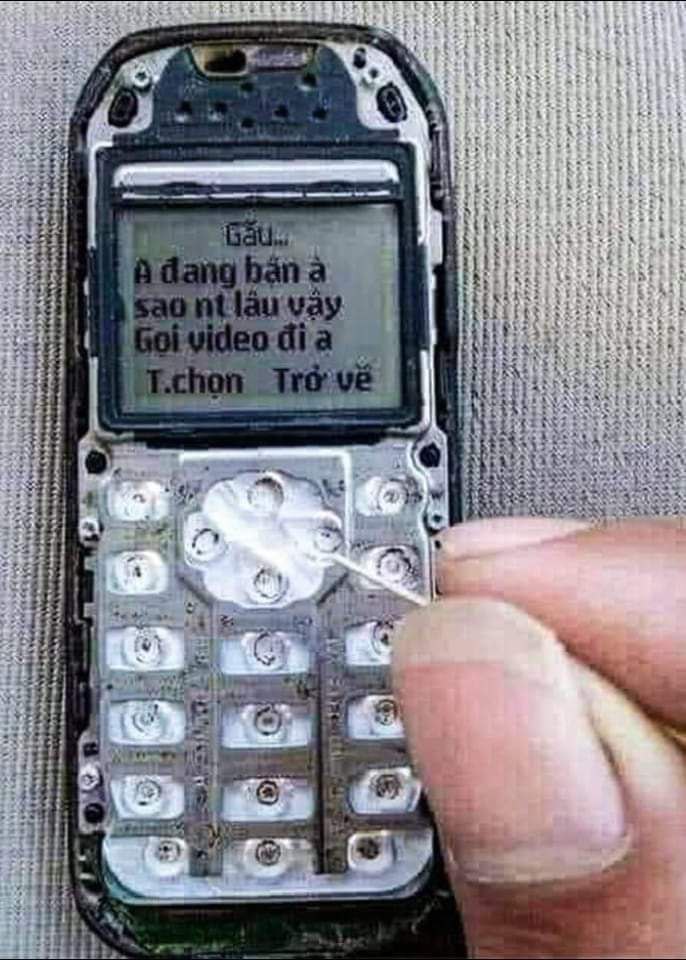 Gấu...
A đang bận à
sao nt lâu vậy
Gọi video đi a
T.chọn Trở về